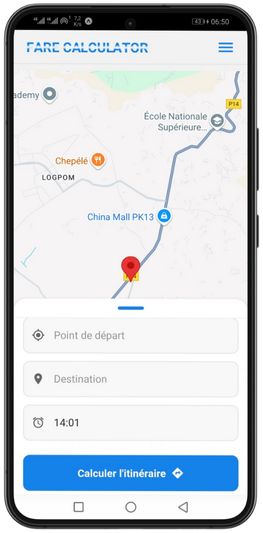 7,2
K/s
43
06:50
FARE CALCULATOR
ademy
P14
École Nationale
Supérieure...
Chepélé
LOGPOM
China Mall PK13
Point de départ
Destination
14:01
Calculer l'itinéraire